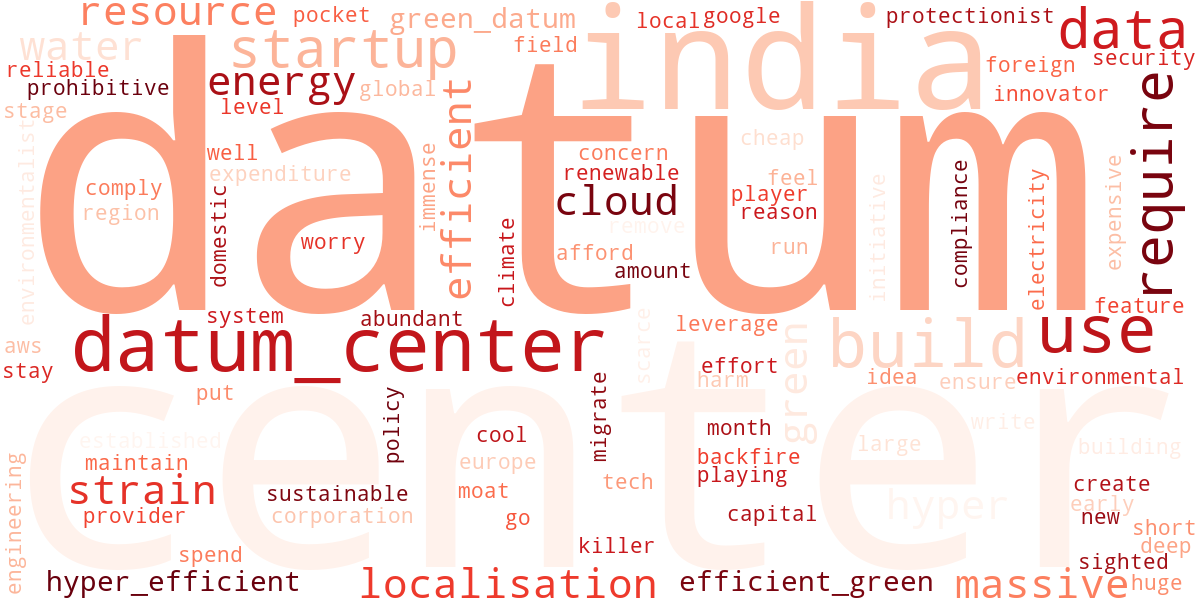 resource
pocket
green_datum
local
google
protectionist
data
water
startup
field
india
security
reliable
prohibitive
energy
global
foreign
innovator
stage
level
efficient
datum
require
environmentalist
well
expenditure
immense
concern
renewable
cheap
feel
player
reason
cloud
comply
region
domestic
worry
climate
afford
amount
remove
run
initiative
compliance
electricity
expensive
feature
system
abundant
datum_center
leverage
build
use
aws
stay
scarce
effort
harm
green
idea
ensure
environmental
put
policy
center
migrate
cool
month
write
established
large
building
maintain
europe
backfire
playing
engineering
strain
sustainable
moat
tech
create
provider
corporation
go
capital
hyper
early
new
short
deep
spend
killer
sighted
hyper_efficient
localisation
efficient_green
massive
huge